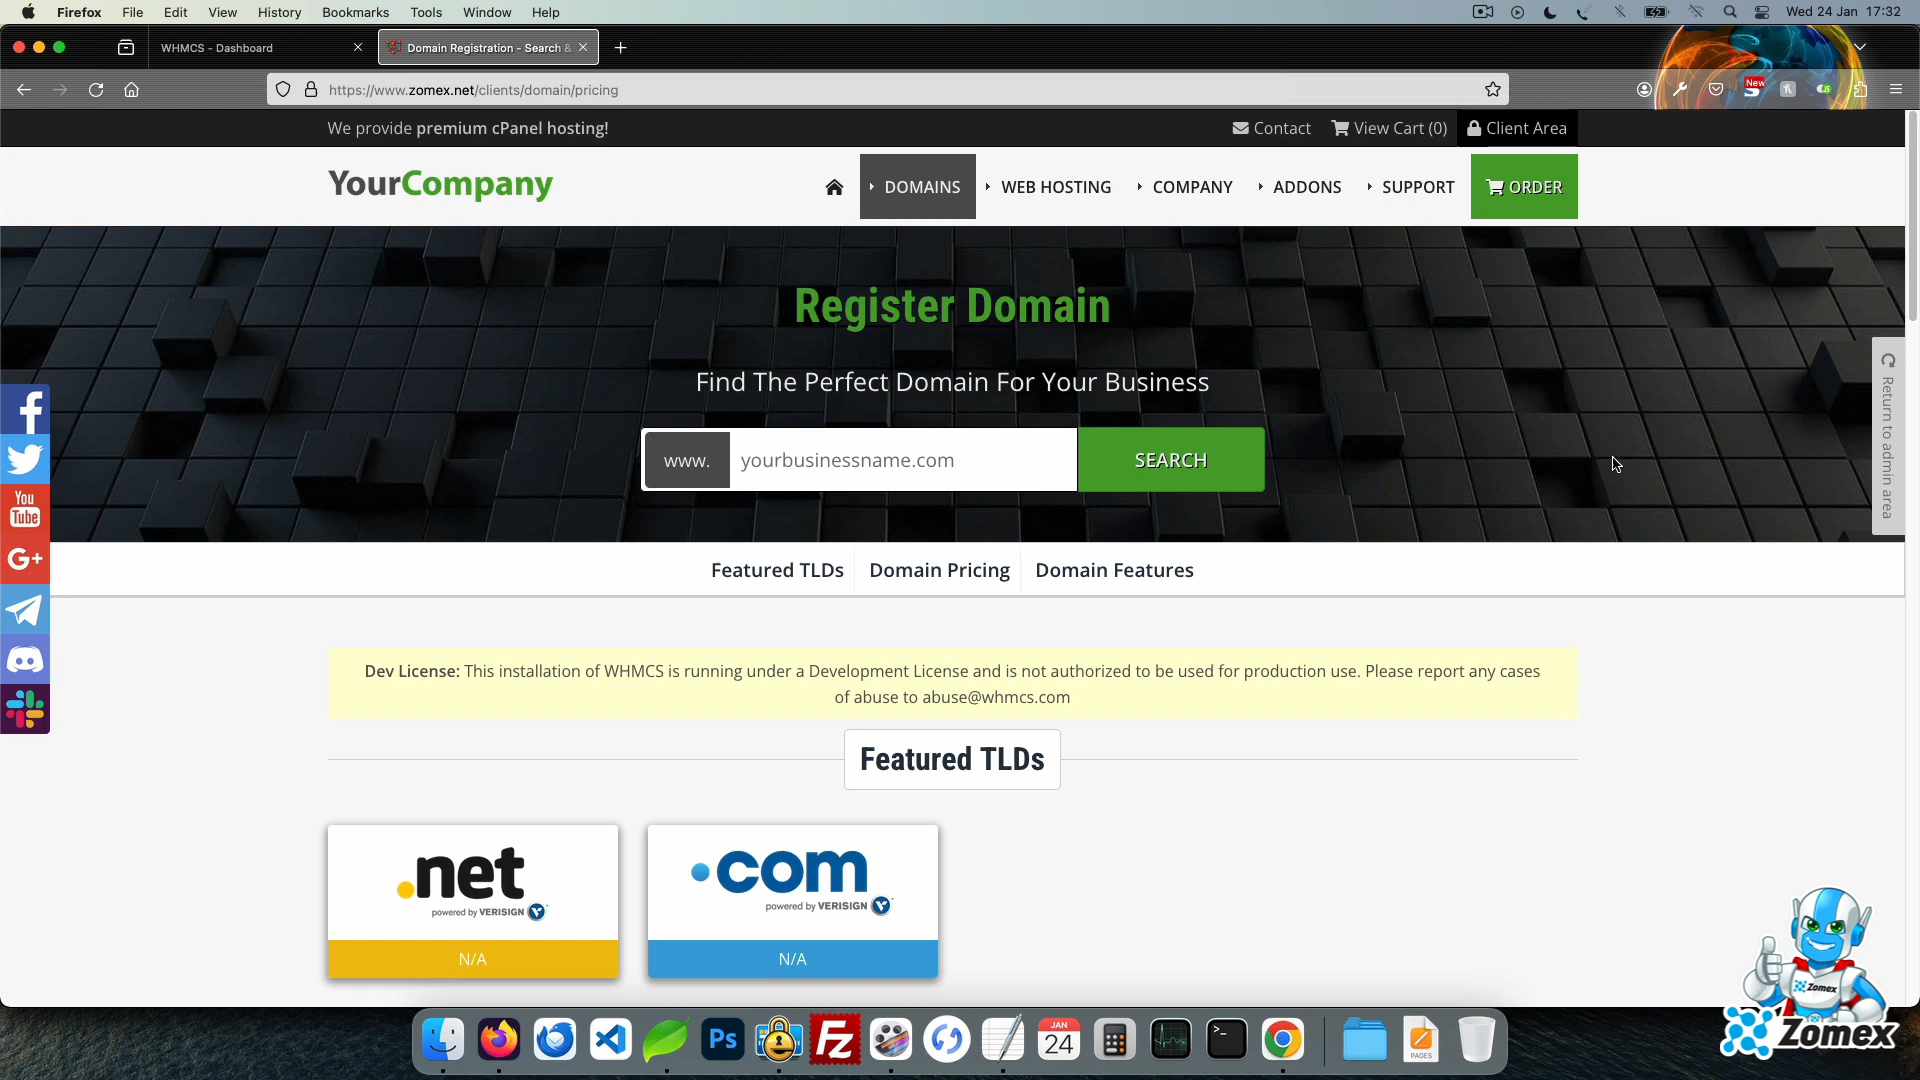 Firefox File Edit View History Bookmarks Tools Window Help
Wed 24 Jan 17:32
WHMCS - Dashboard
Domain Registration - Search &
https://www.zomex.net/clients/domain/pricing
New
We provide premium cPanel hosting!
Contact
View Cart (0)
Client Area
YourCompany
DOMAINS
WEB HOSTING
COMPANY
ADDONS
SUPPORT
ORDER
Register Domain
Find The Perfect Domain For Your Business
www.
yourbusinessname.com
SEARCH
Return to admin area
You
Tube
G+
Featured TLDs
Domain Pricing
Domain Features
Dev License: This installation of WHMCS is running under a Development License and is not authorized to be used for production use. Please report any cases
of abuse to abuse@whmcs.com
Featured TLDs
.net
powered by VERISIGN
N/A
.com
powered by VERISIGN
N/A
Zomex
Zomex
Ps
FZ
JAN
24
PAGES